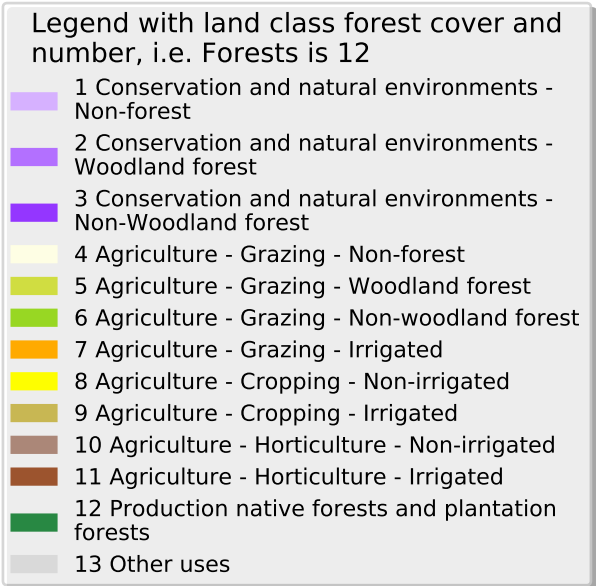 Legend with land class forest cover and
number, i.e. Forests is 12
1 Conservation and natural environments -
Non-forest
2 Conservation and natural environments -
Woodland forest
3 Conservation and natural environments -
Non-Woodland forest
4 Agriculture - Grazing - Non-forest
5 Agriculture - Grazing - Woodland forest
6 Agriculture - Grazing - Non-woodland forest
7 Agriculture - Grazing - Irrigated
8 Agriculture - Cropping - Non-irrigated
9 Agriculture - Cropping - Irrigated
10 Agriculture - Horticulture - Non-irrigated
11 Agriculture - Horticulture - Irrigated
12 Production native forests and plantation
forests
13 Other uses